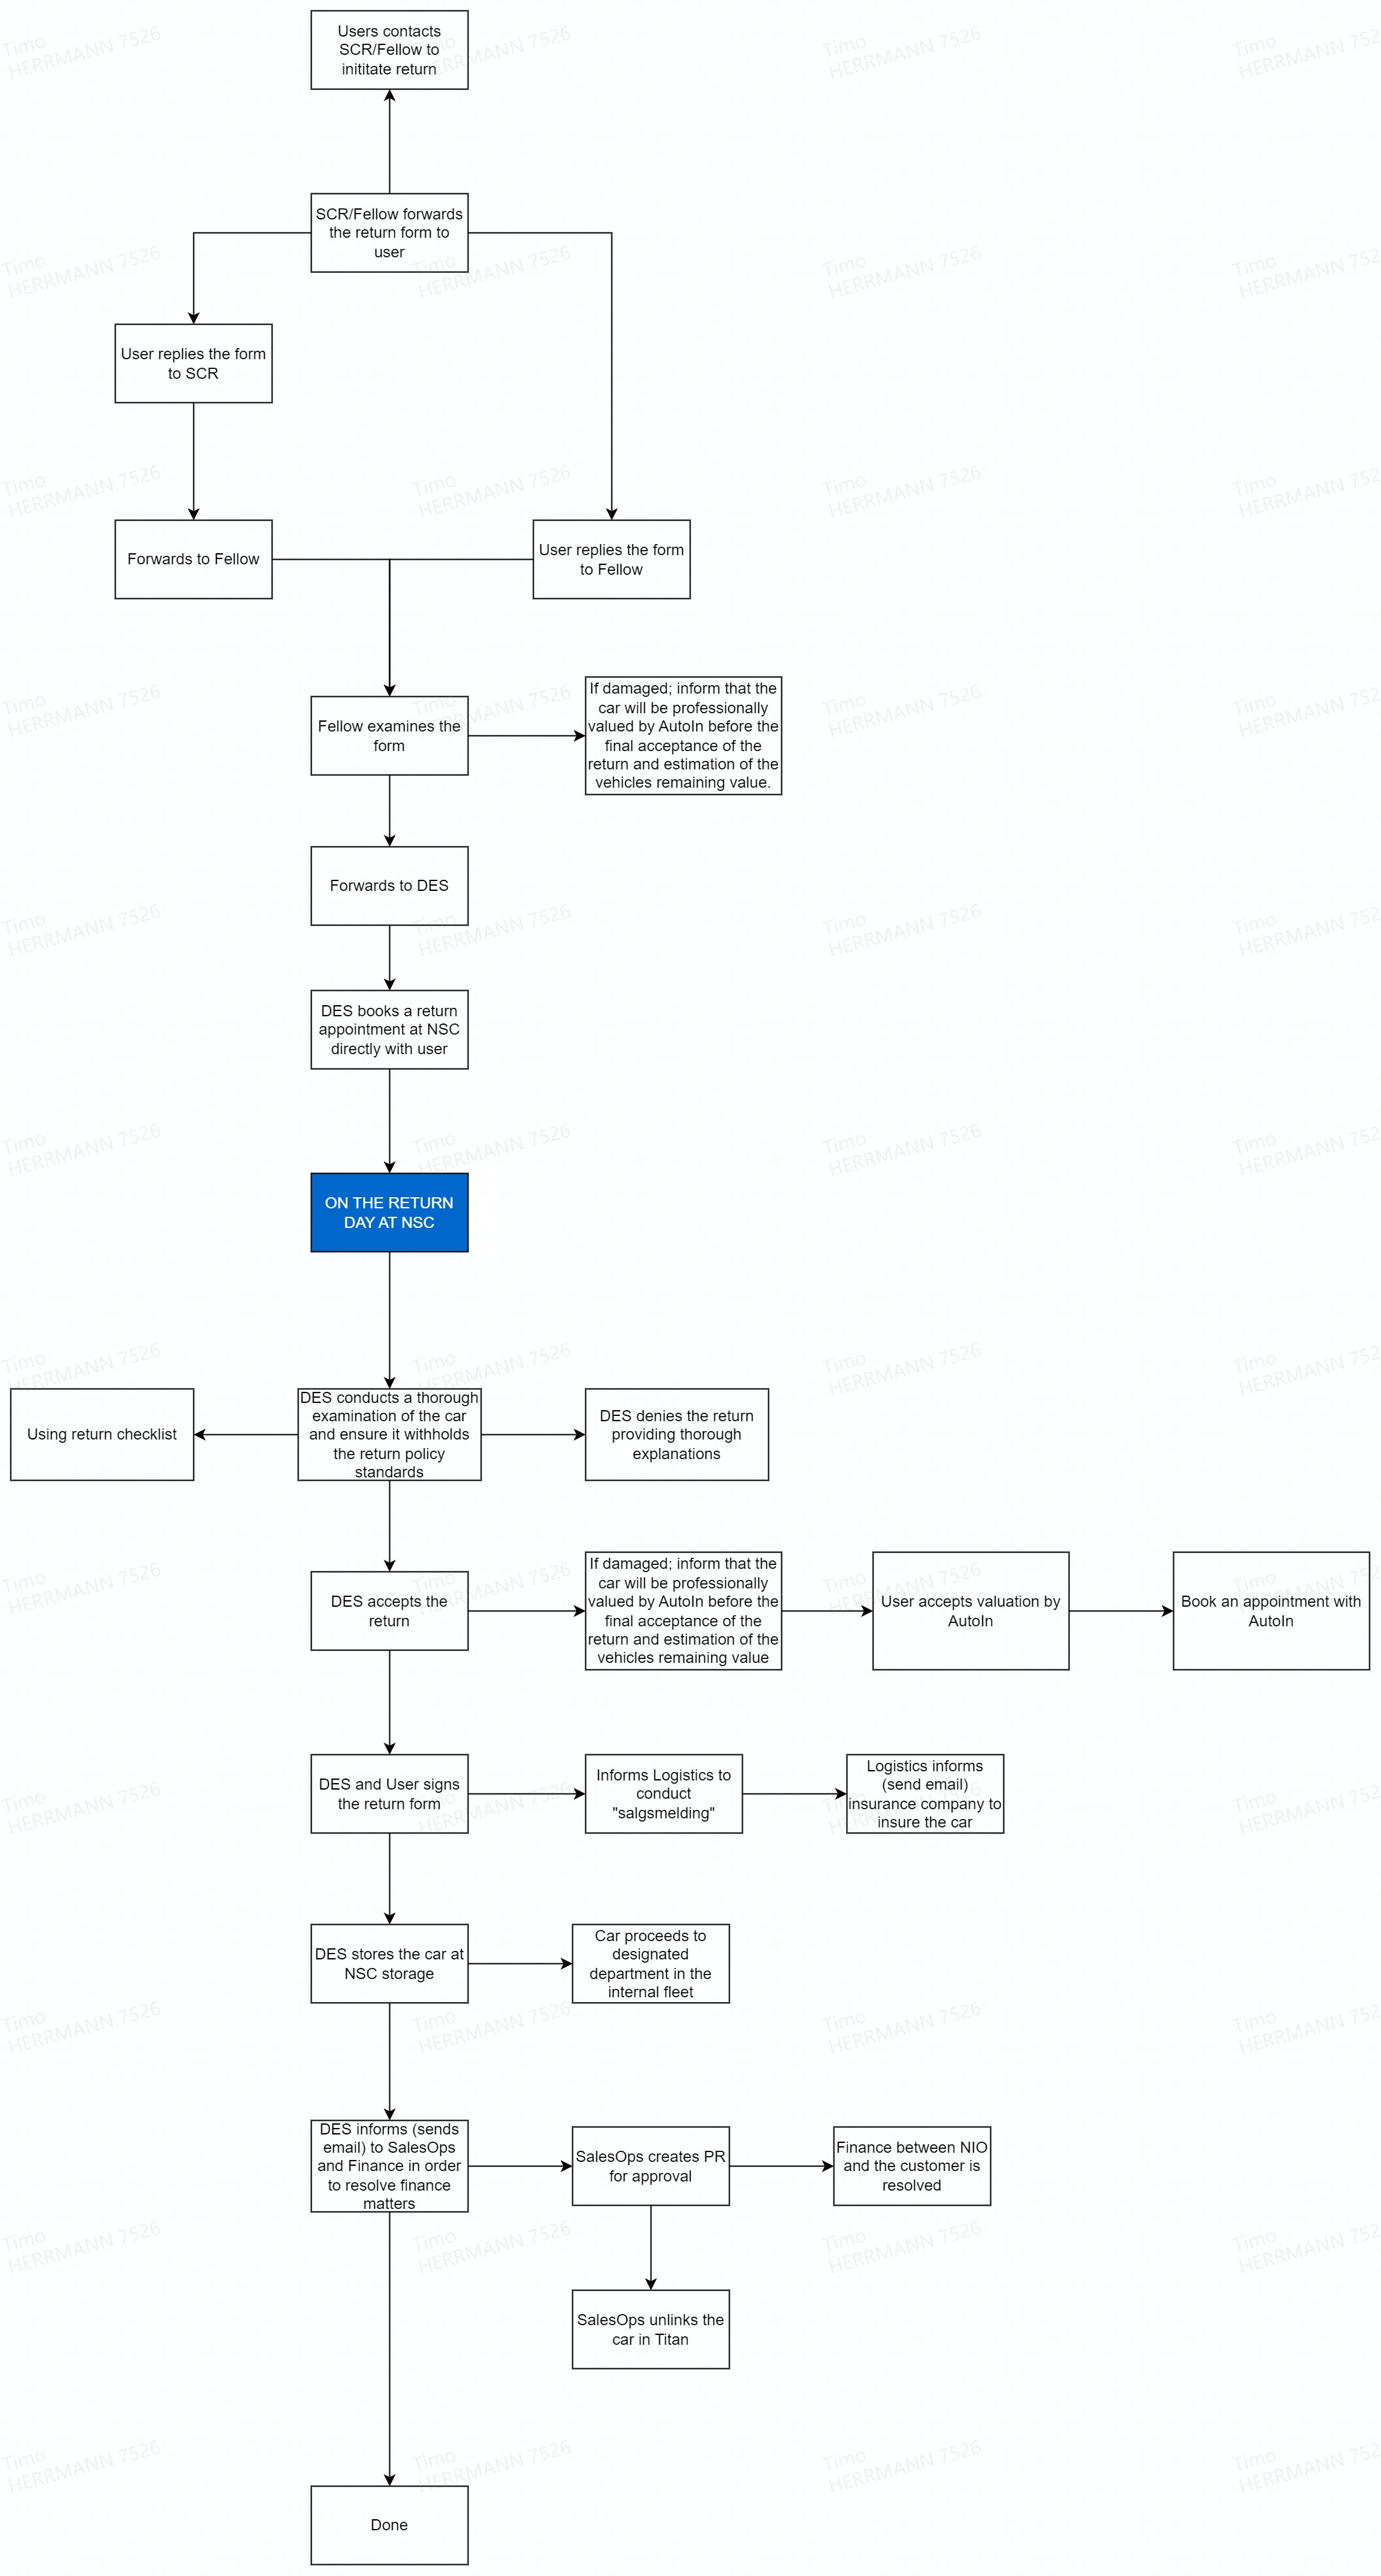 Users contacts
SCR/Fellow to
inititate return
SCR/Fellow forwards
the return form to
user
User replies the form
to SCR
Forwards to Fellow
User replies the form
to Fellow
Fellow examines the
form
If damaged; inform that the
car will be professionally
valued by AutoIn before the
final acceptance of the
return and estimation of the
vehicles remaining value.
Forwards to DES
DES books a return
appointment at NSC
directly with user
ON THE RETURN
DAY AT NSC
Using return checklist
DES conducts a thorough
examination of the car
and ensure it withholds
the return policy
standards
DES denies the return
providing thorough
explanations
DES accepts the
return
If damaged; inform that the
car will be professionally
valued by AutoIn before the
final acceptance of the
return and estimation of the
vehicles remaining value
User accepts valuation by
AutoIn
Book an appointment with
AutoIn
DES and User signs
the return form
Informs Logistics to
conduct
"salgsmelding"
Logistics informs
(send email)
insurance company to
insure the car
DES stores the car at
NSC storage
Car proceeds to
designated
department in the
internal fleet
DES informs (sends
email) to SalesOps
and Finance in order
to resolve finance
matters
SalesOps creates PR
for approval
Finance between NIO
and the customer is
resolved
SalesOps unlinks the
car in Titan
Done
Timo
HERRMANN 7526